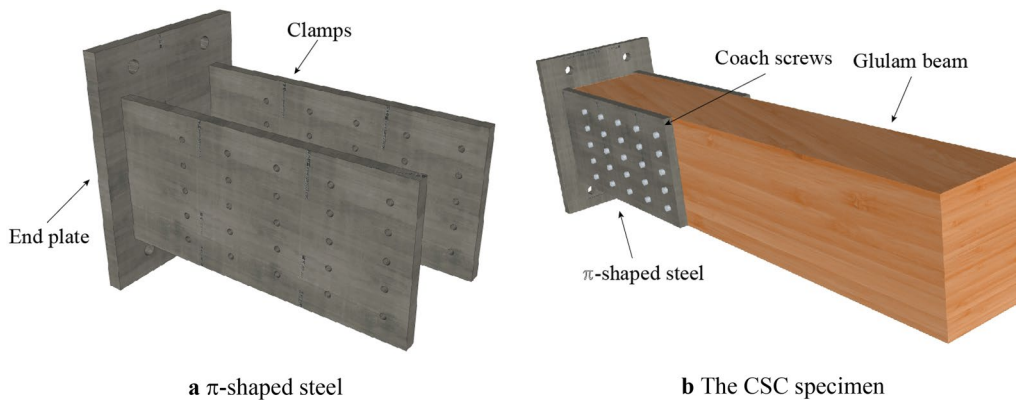 Clamps
End plate
a π-shaped steel
Coach screws
Glulam beam
π-shaped steel
b The CSC specimen